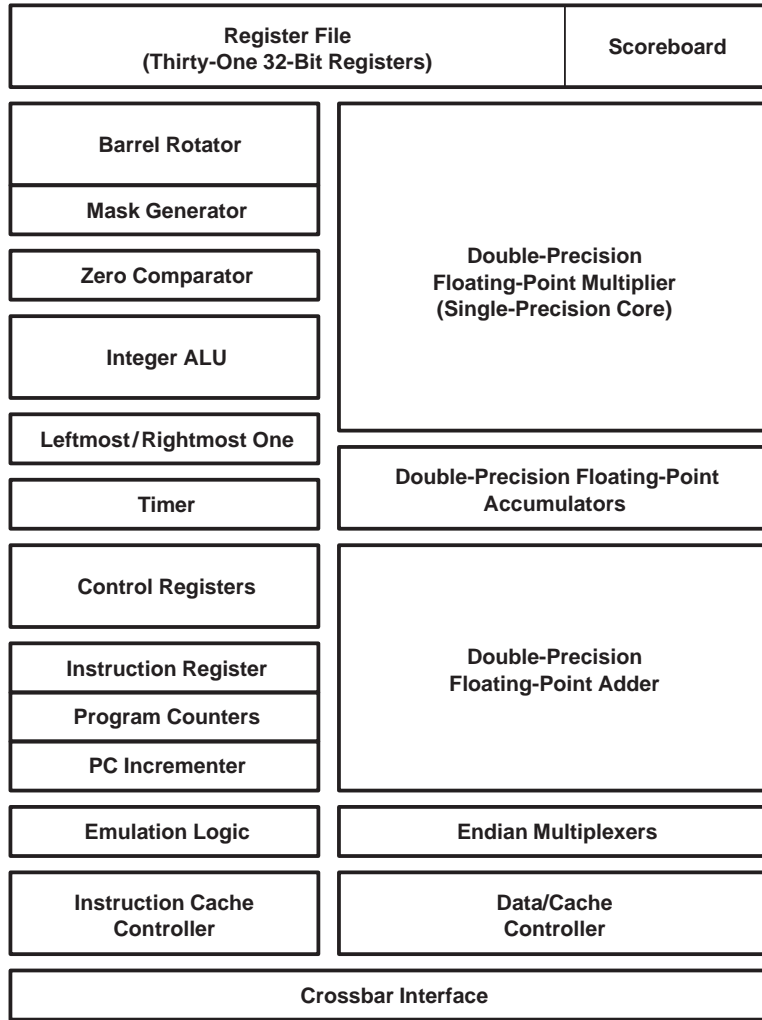 Register File
(Thirty-One 32-Bit Registers)
Scoreboard
Barrel Rotator
Mask Generator
Zero Comparator
Integer ALU
Leftmost/Rightmost One
Timer
Control Registers
Instruction Register
Program Counters
PC Incrementer
Emulation Logic
Instruction Cache
Controller
Double-Precision
Floating-Point Multiplier
(Single-Precision Core)
Double-Precision Floating-Point
Accumulators
Double-Precision
Floating-Point Adder
Endian Multiplexers
Data/Cache
Controller
Crossbar Interface